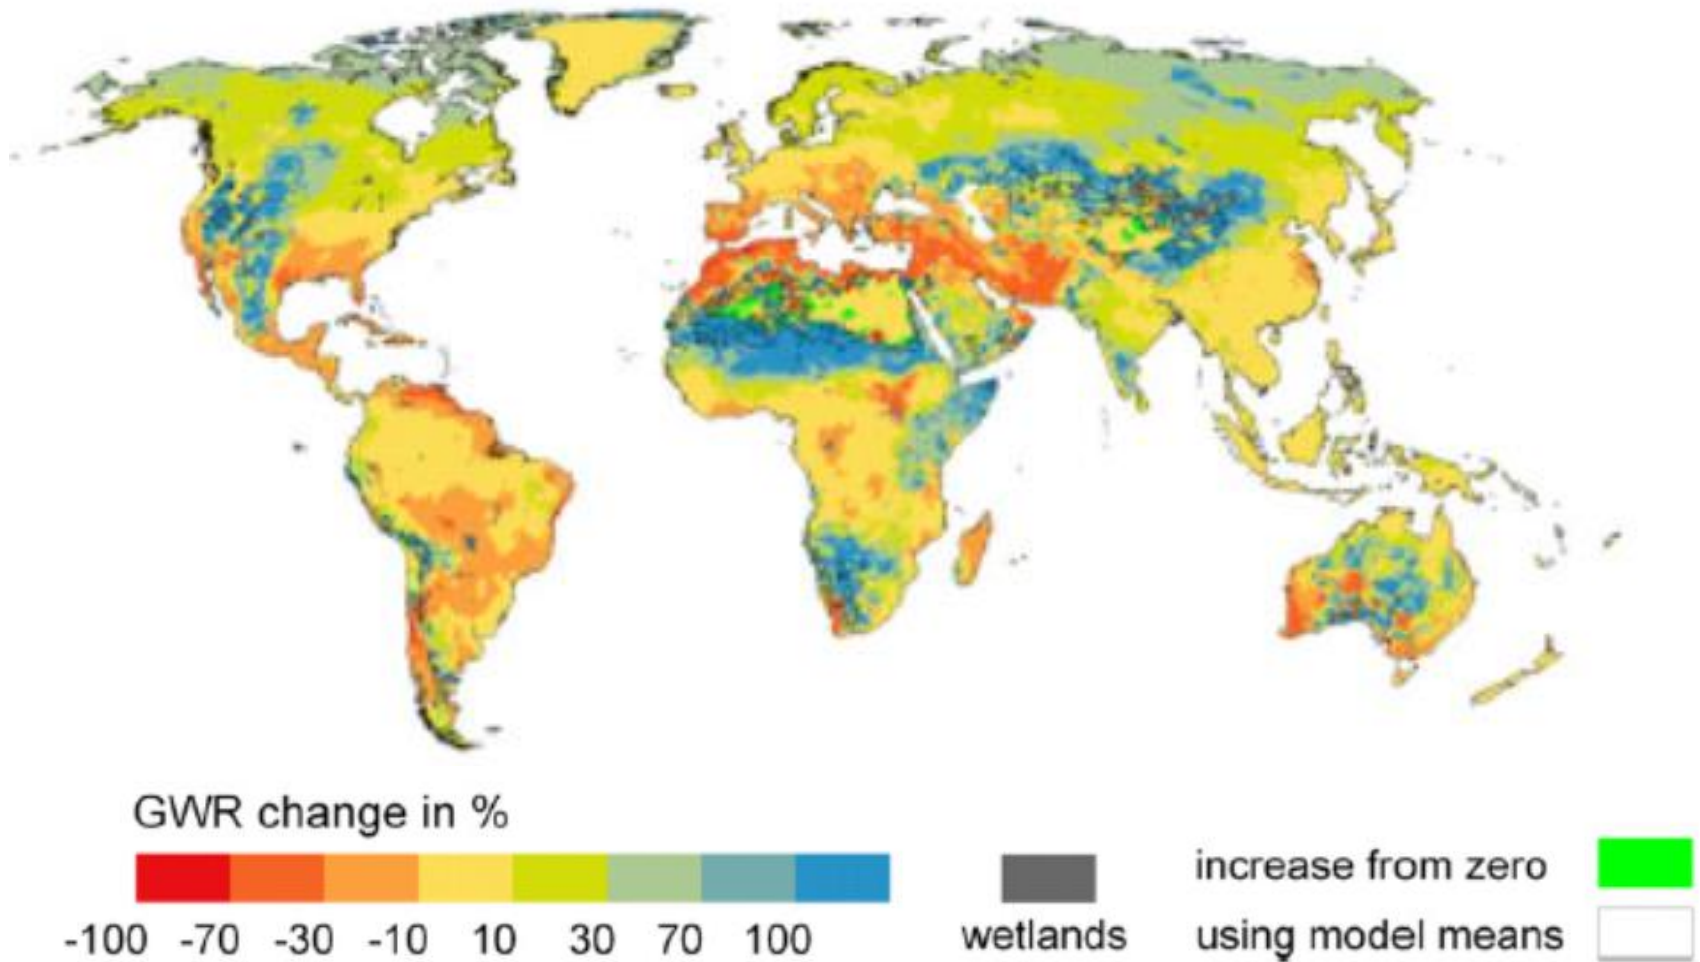 GWR change in %
-100 -70 -30 -10 10 30 70 100
wetlands
increase from zero
using model means